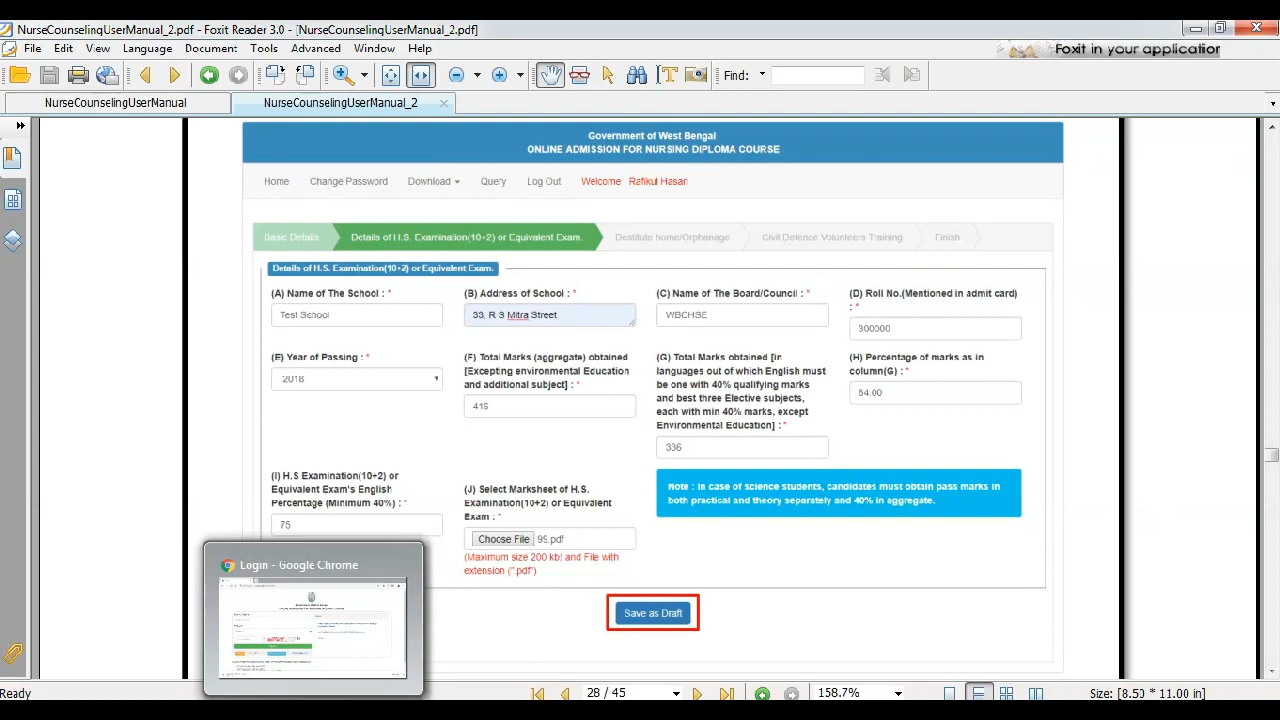 NurseCounselingUserManual_2.pdf - Foxit Reader 3.0 - [NurseCounselingUserManual_2.pdf]
File Edit View Language Document Tools Advanced Window Help
Foxit in your application
Find:
NurseCounselingUserManual NurseCounselingUserManual_2
Government of West Bengal
ONLINE ADMISSION FOR NURSING DIPLOMA COURSE
Home Change Password Download Query Log Out Welcome Rafikul Hasan
Basic Details Details of H.S. Examination(10+2) or Equivalent Exam. Destitute home/Orphanage Civil Defence Volunteers Training Finish
Details of H.S. Examination(10+2) or Equivalent Exam.
(A) Name of The School : *
Test School
(B) Address of School : *
33, R G Mitra Street
(C) Name of The Board/Council : *
WBCHSE
(D) Roll No.(Mentioned in admit card)
: *
300000
(E) Year of Passing : *
2018
(F) Total Marks (aggregate) obtained
[Excepting environmental Education
and additional subject] : *
416
(G) Total Marks obtained [in
languages out of which English must
be one with 40% qualifying marks
and best three Elective subjects,
each with min 40% marks, except
Environmental Education] : *
336
(H) Percentage of marks as in
column(G) : *
84.00
(I) H.S Examination(10+2) or
Equivalent Exam's English
Percentage (Minimum 40%) : *
75
(J) Select Marksheet of H.S.
Examination(10+2) or Equivalent
Exam : *
Choose File 99.pdf
(Maximum size 200 kb) and File with
extension (".pdf")
Note : In case of science students, candidates must obtain pass marks in
both practical and theory separately and 40% in aggregate.
Save as Draft
Login - Google Chrome
Ready 28 / 45 158.7% Size: [8.50 * 11.00 in]